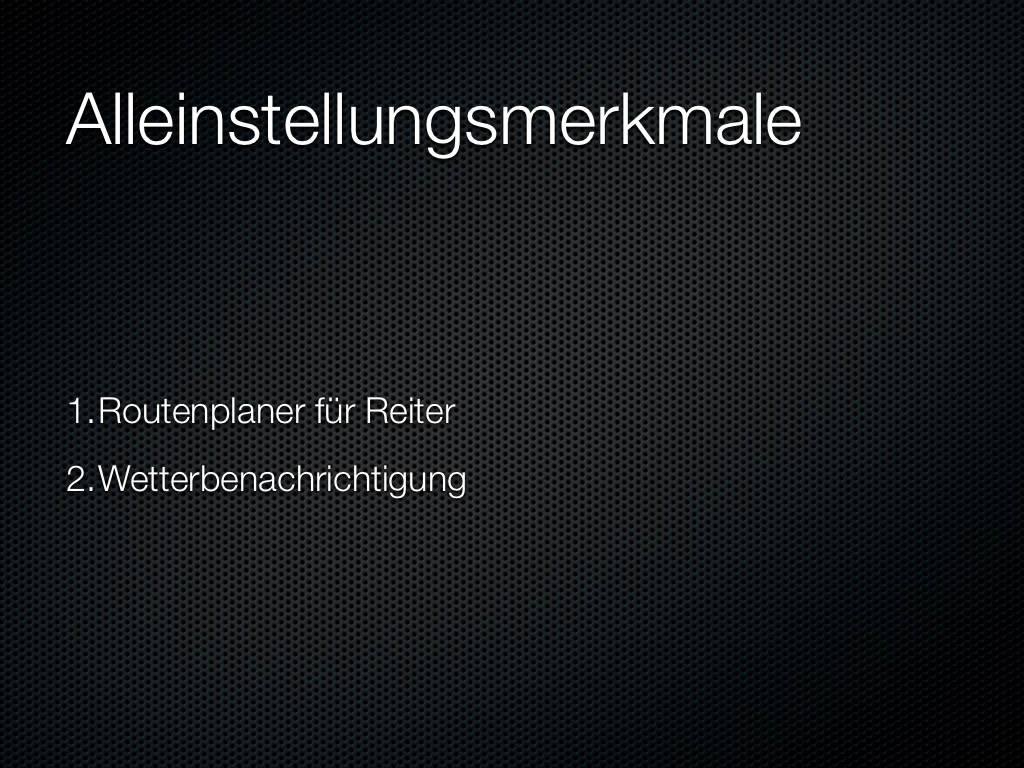 Alleinstellungsmerkmale
1. Routenplaner für Reiter
2. Wetterbenachrichtigung